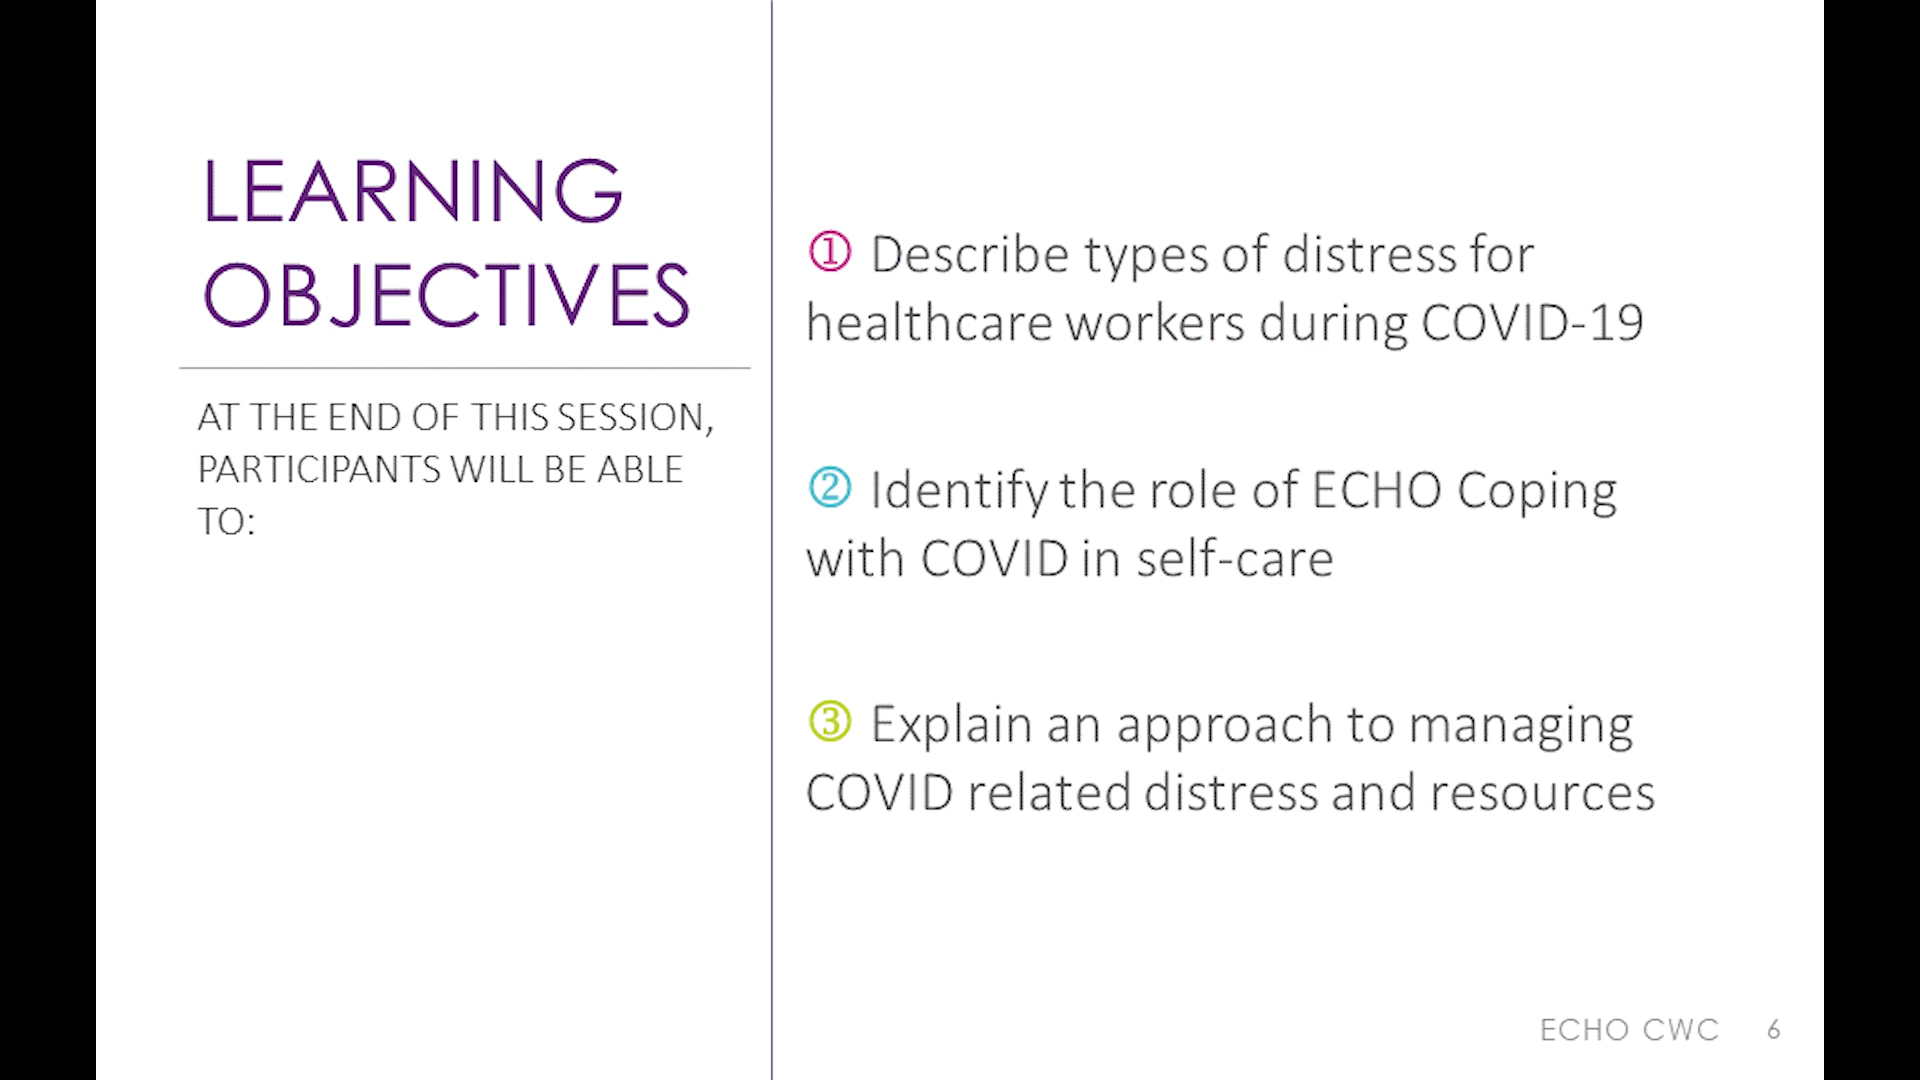 LEARNING
OBJECTIVES
AT THE END OF THIS SESSION,
PARTICIPANTS WILL BE ABLE
TO:
① Describe types of distress for
healthcare workers during COVID-19
② Identify the role of ECHO Coping
with COVID in self-care
③ Explain an approach to managing
COVID related distress and resources
ECHO CWC 6